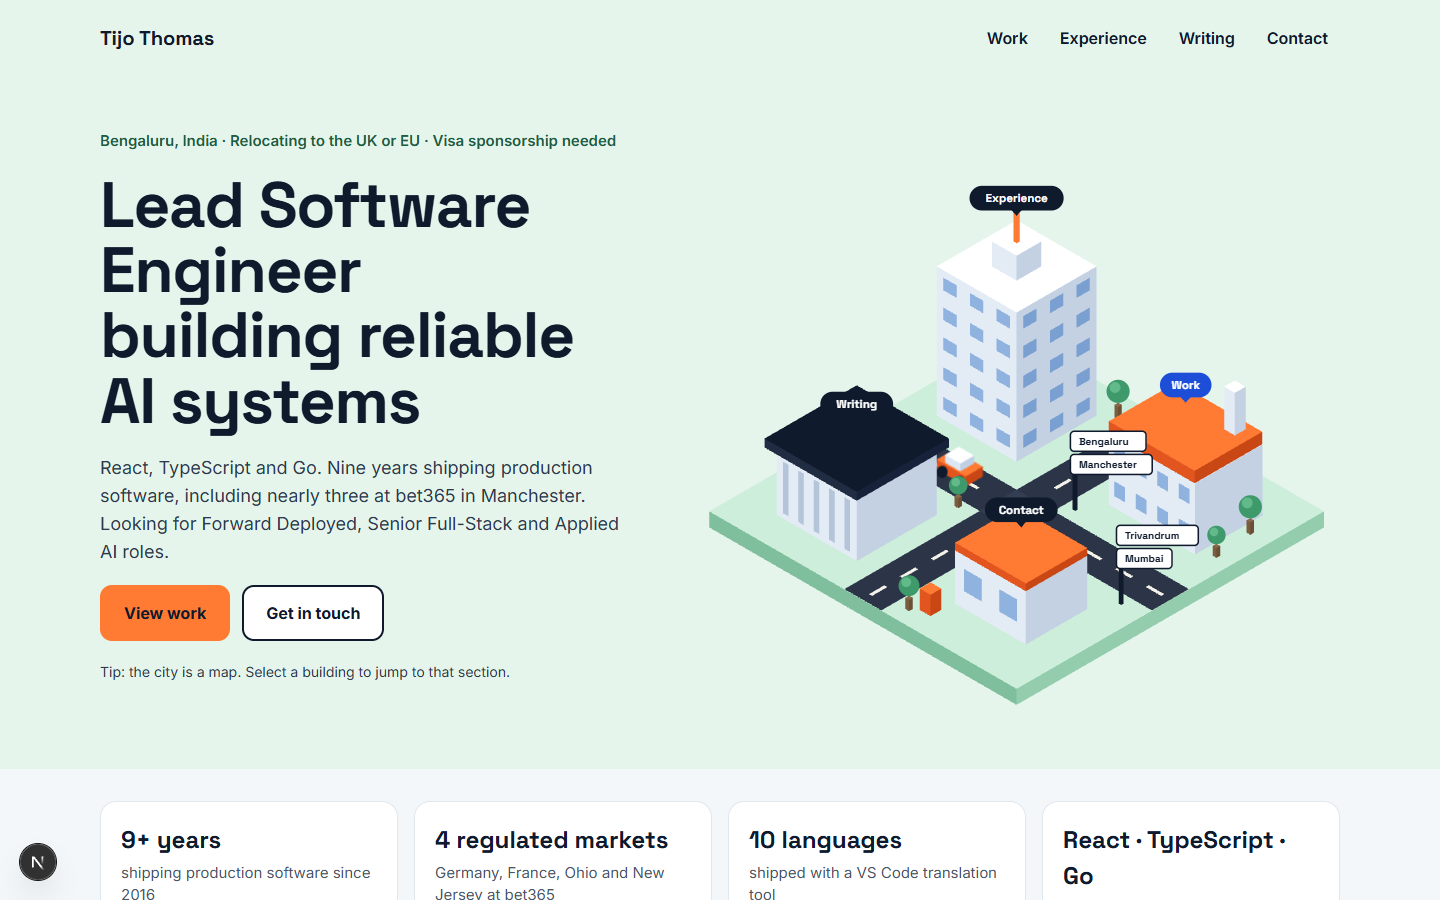 Tijo Thomas
Work
Experience
Writing
Contact
Bengaluru, India · Relocating to the UK or EU · Visa sponsorship needed
Lead Software
Engineer
building reliable
AI systems
React, TypeScript and Go. Nine years shipping production
software, including nearly three at bet365 in Manchester.
Looking for Forward Deployed, Senior Full-Stack and Applied
AI roles.
View work
Get in touch
Tip: the city is a map. Select a building to jump to that section.
Experience
Work
Writing
Bengaluru
Manchester
Contact
Trivandrum
Mumbai
9+ years
shipping production software since
2016
4 regulated markets
Germany, France, Ohio and New
Jersey at bet365
10 languages
shipped with a VS Code translation
tool
React · TypeScript ·
Go
N